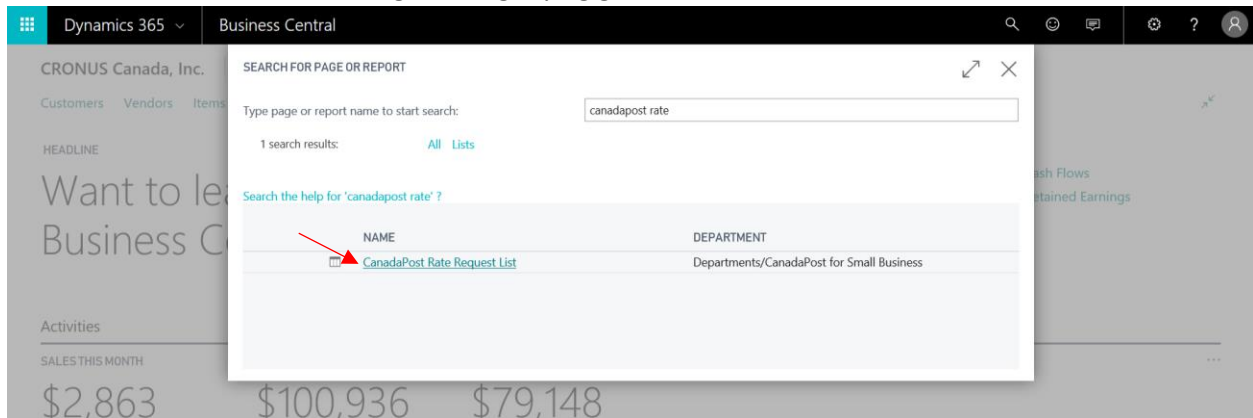 Dynamics 365 Business Central ?
CRONUS Canada, Inc.
SEARCH FOR PAGE OR REPORT
Customers Vendors Items
Type page or report name to start search: canadapost rate
1 search results: All Lists
HEADLINE
Want to
Business
Search the help for 'canadapost rate' ?
Flows
Earnings
NAME DEPARTMENT
CanadaPost Rate Request List Departments/CanadaPost for Small Business
Activities
SALES THIS MONTH
...
$2,863 $100,936 $79,148